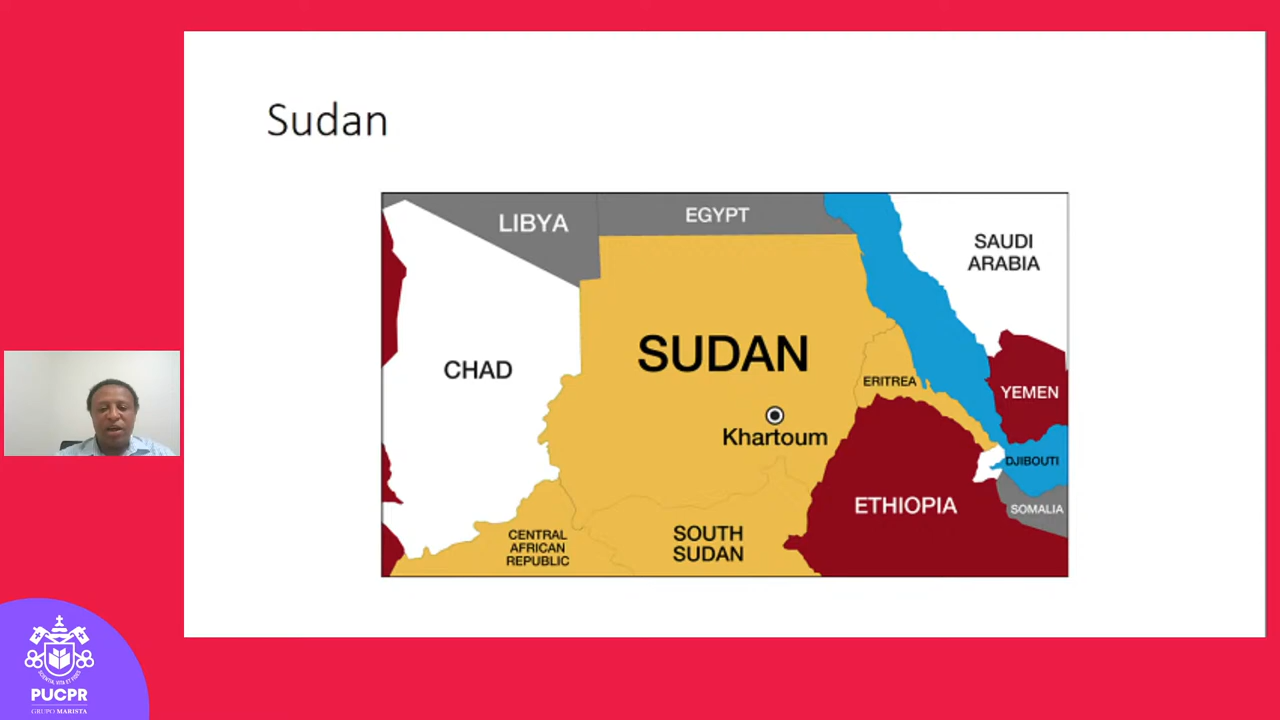 Sudan
LIBYA
EGYPT
SAUDI
ARABIA
CHAD
SUDAN
ERITREA
YEMEN
Khartoum
DJIBOUTI
ETHIOPIA
SOMALIA
CENTRAL
AFRICAN
REPUBLIC
SOUTH
SUDAN
PUCPR
GRUPO MARISTA